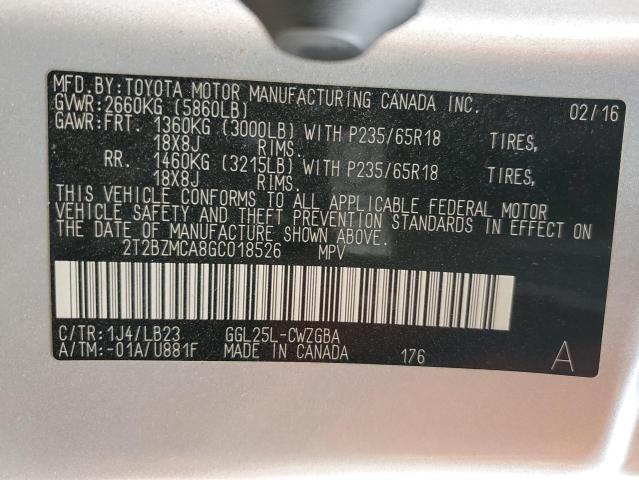 MFD.BY:TOYOTA MOTOR MANUFACTURING CANADA INC. 02/16
GVWR:2660KG (5860LB)
GAWR:FRT. 1360KG (3000LB) WITH P235/65R18 TIRES,
18X8J RIMS.
RR. 1460KG (3215LB) WITH P235/65R18 TIRES,
18X8J RIMS.
THIS VEHICLE CONFORMS TO ALL APPLICABLE FEDERAL MOTOR
VEHICLE SAFETY AND THEFT PREVENTION STANDARDS IN EFFECT ON
THE DATE OF MANUFACTURE SHOWN ABOVE.
2T2BZMCA8GC018526 MPV
C/TR:1J4/LB23 GGL25L-CWZGBA
A/TM:-01A/U881F MADE IN CANADA 176 A